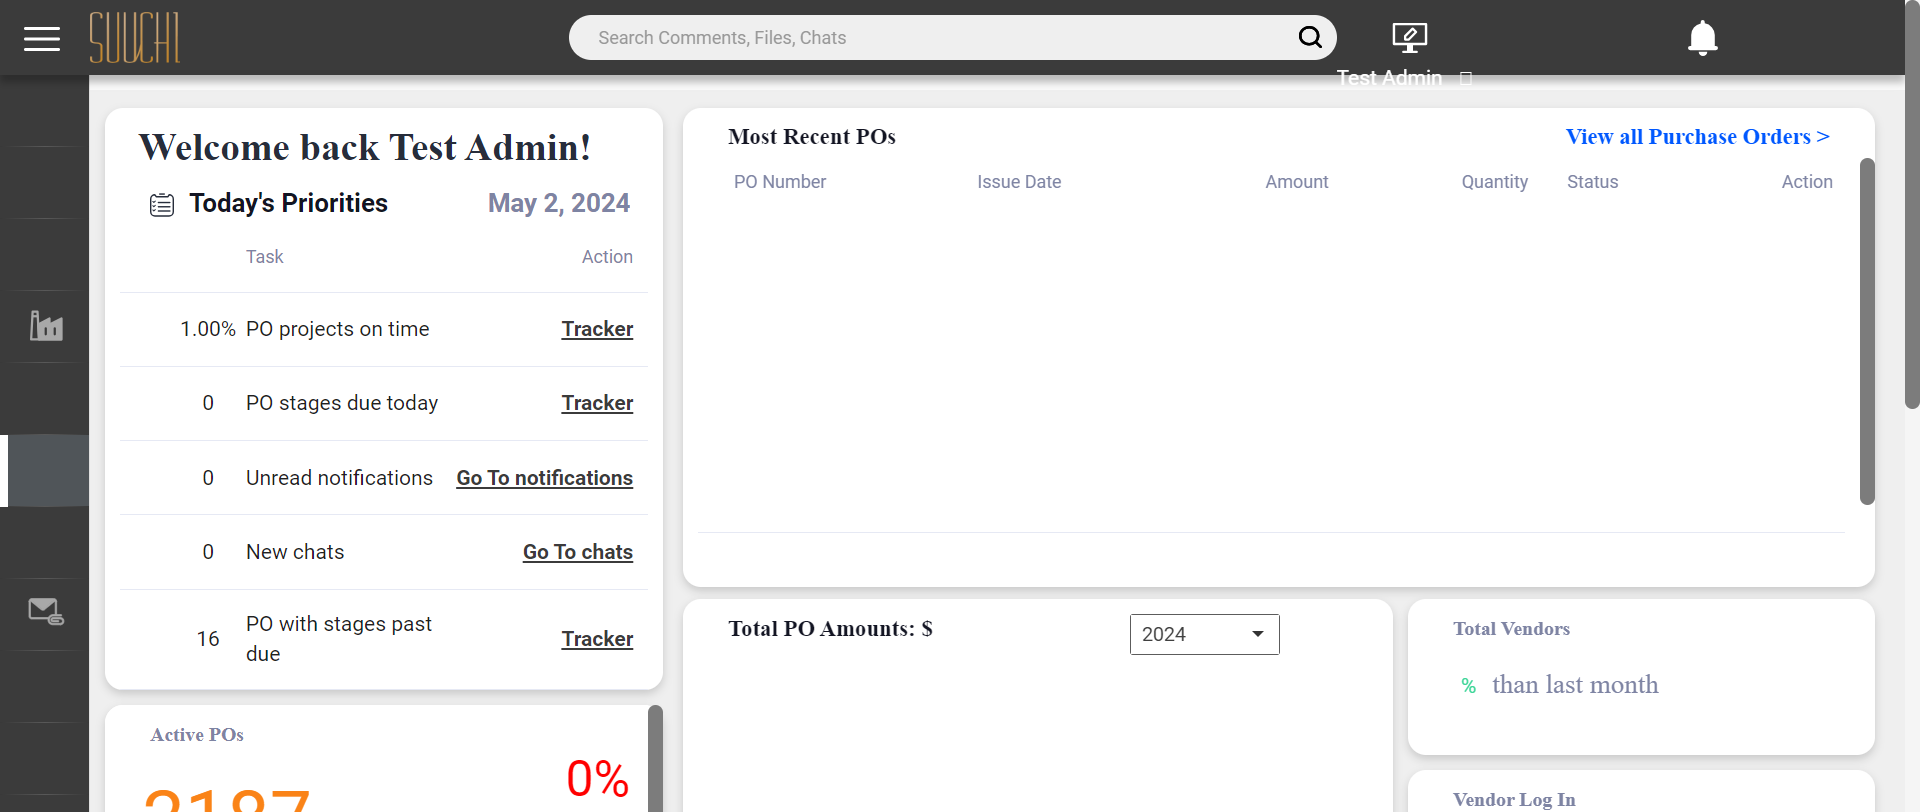 SUUCHI
Search Comments, Files, Chats
Test Admin
Welcome back Test Admin!
Today's Priorities
May 2, 2024
Task
Action
1.00%
PO projects on time
Tracker
0
PO stages due today
Tracker
0
Unread notifications
Go To notifications
0
New chats
Go To chats
16
PO with stages past
due
Tracker
Active POs
0%
2187
Most Recent POs
View all Purchase Orders >
PO Number
Issue Date
Amount
Quantity
Status
Action
Total PO Amounts: $
2024
Total Vendors
% than last month
Vendor Log In